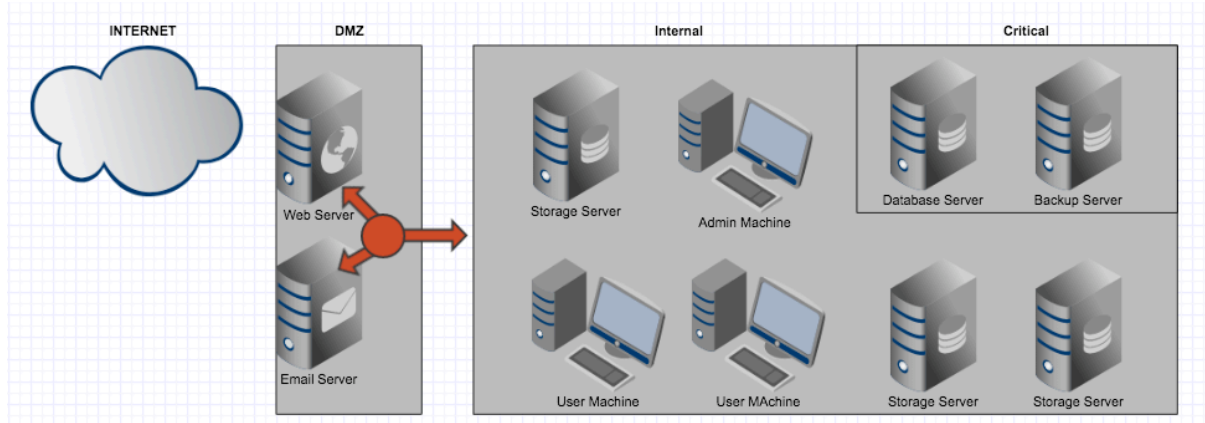 INTERNET
DMZ
Internal
Critical
Web Server
Storage Server
Admin Machine
Database Server
Backup Server
Email Server
User Machine
User MAchine
Storage Server
Storage Server